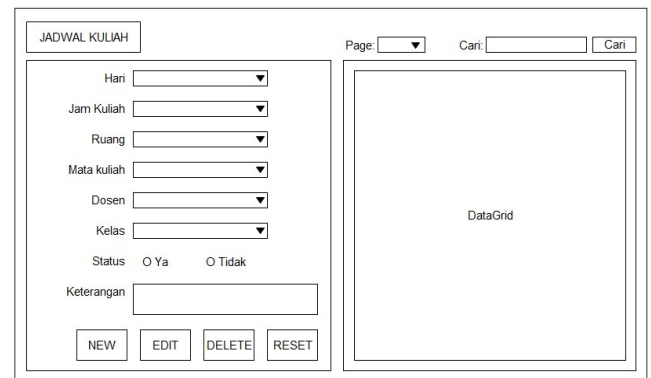 JADWAL KULIAH
Page: Cari: Cari
Hari
Jam Kuliah
Ruang
Mata kuliah
Dosen
Kelas
Status O Ya O Tidak
Keterangan
NEW EDIT DELETE RESET
DataGrid